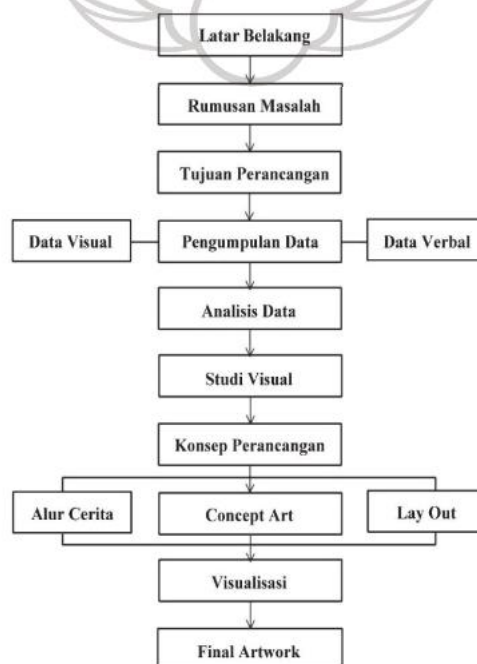 Latar Belakang
Rumusan Masalah
Tujuan Perancangan
Data Visual
Pengumpulan Data
Data Verbal
Analisis Data
Studi Visual
Konsep Perancangan
Alur Cerita
Concept Art
Lay Out
Visualisasi
Final Artwork